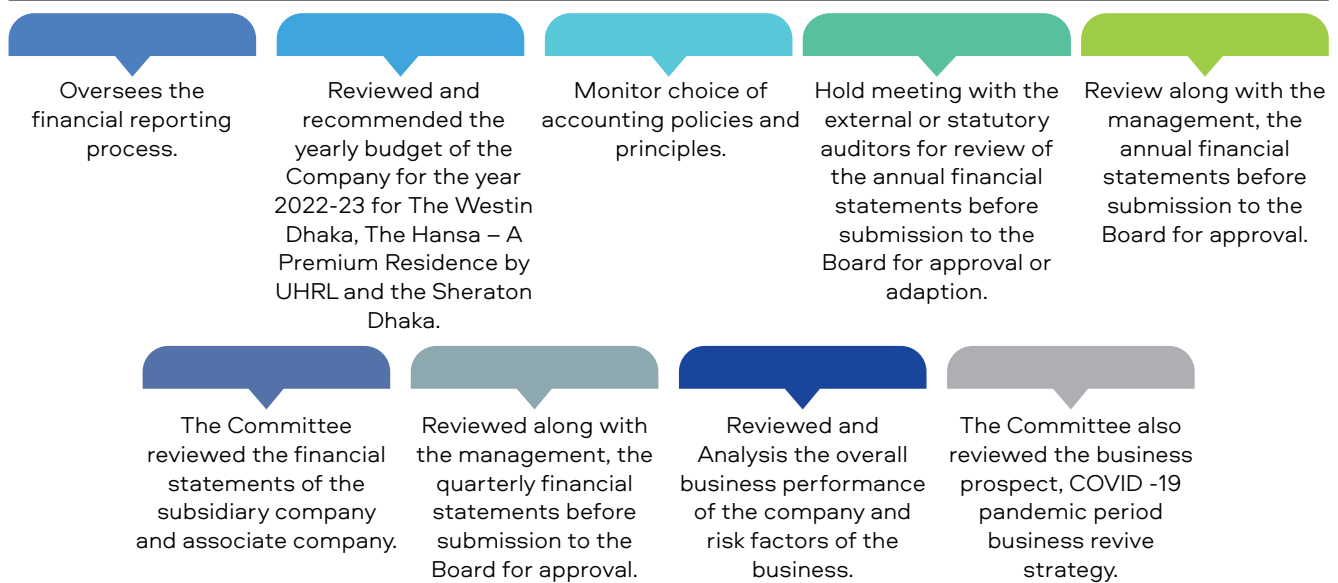 Oversees the
financial reporting
process.
Reviewed and
recommended the
yearly budget of the
Company for the year
2022-23 for The Westin
Dhaka, The Hansa – A
Premium Residence by
UHRL and the Sheraton
Dhaka.
Monitor choice of
accounting policies and
principles.
Hold meeting with the
external or statutory
auditors for review of
the annual financial
statements before
submission to the
Board for approval or
adaption.
Review along with the
management, the
annual financial
statements before
submission to the
Board for approval.
The Committee
reviewed the financial
statements of the
subsidiary company
and associate company.
Reviewed along with
the management, the
quarterly financial
statements before
submission to the
Board for approval.
Reviewed and
Analysis the overall
business performance
of the company and
risk factors of the
business.
The Committee also
reviewed the business
prospect, COVID -19
pandemic period
business revive
strategy.